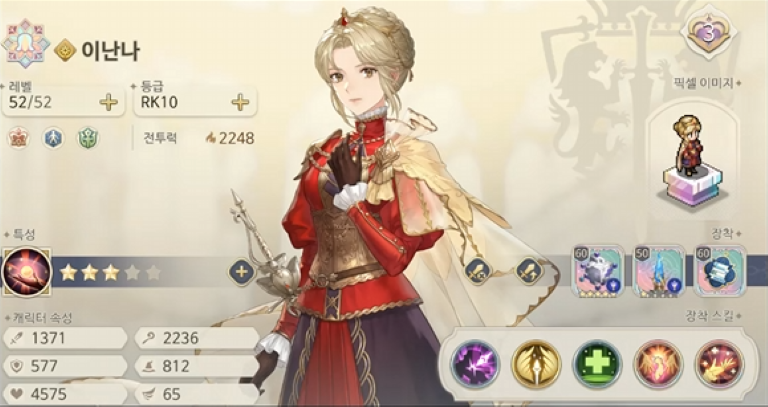 이난나
3
레벨
52/52
등급
RK10
픽셀 이미지
전투력
2248
특성
장착
60
50
60
캐릭터 속성
장착 스킬
1371
2236
577
812
4575
65